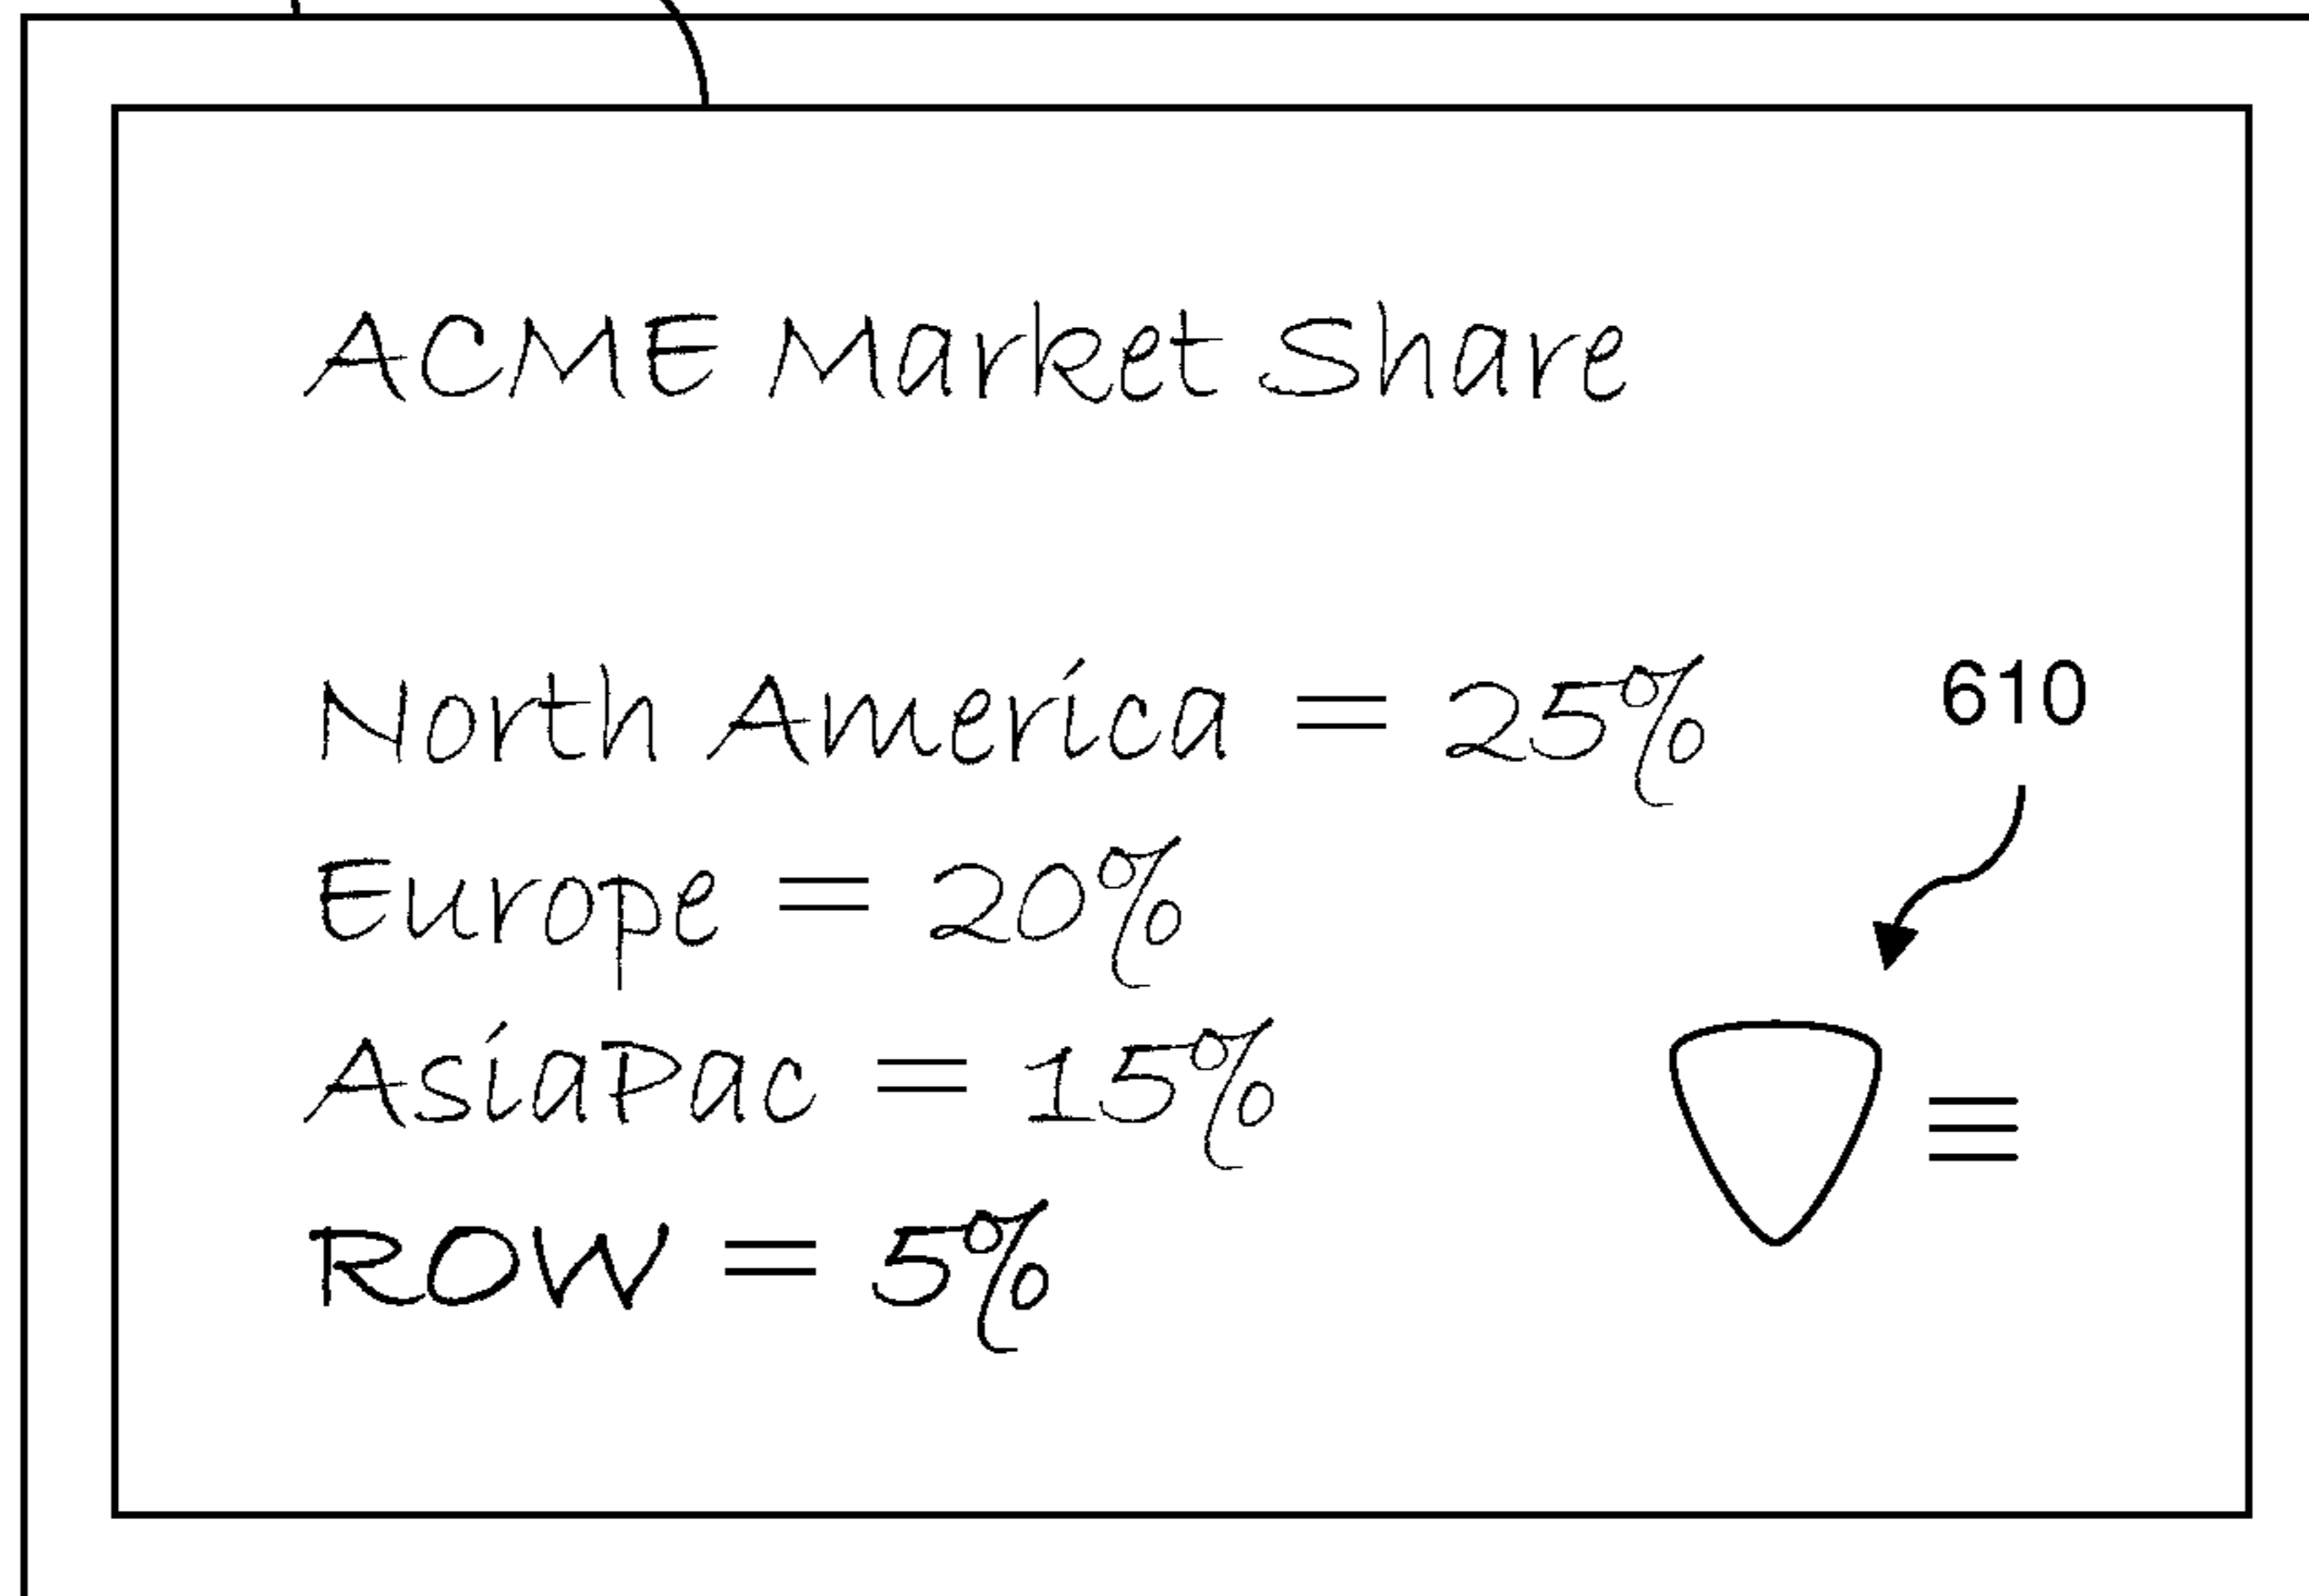 ACME Market Share
North America = 25%
610
Europe = 20%
AsiaPac = 15%
ROW = 5%